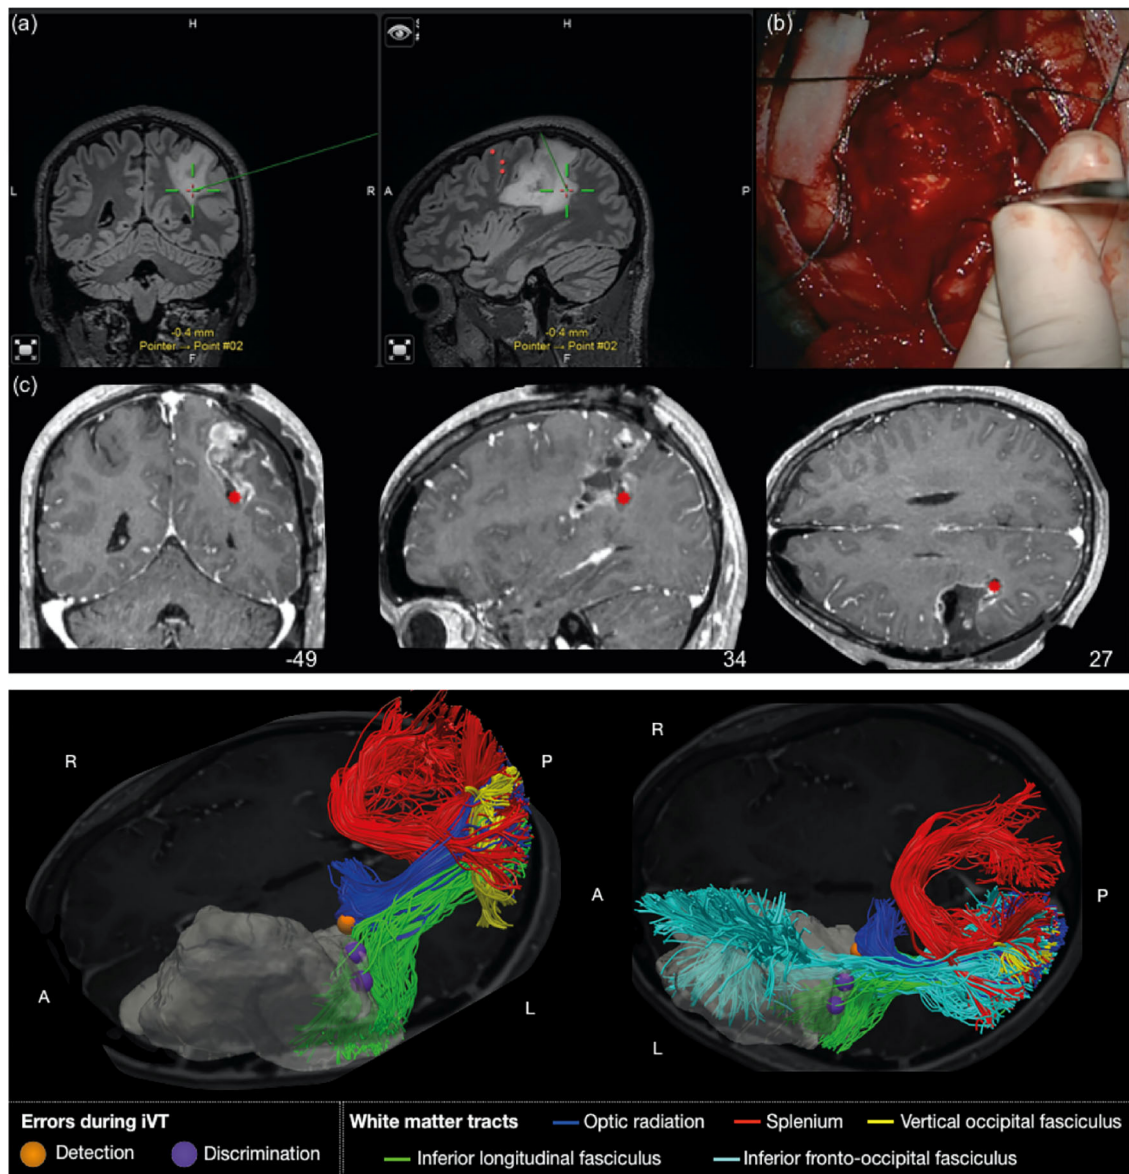 (a)
H
H
(b)
L
R
A
P
-0.4 mm
Pointer → Point #02
F
-0.4 mm
Pointer → Point #02
F
(c)
-49
34
27
R
P
A
L
R
A
P
L
Errors during iVT
Detection
Discrimination
White matter tracts
Optic radiation
Splenium
Vertical occipital fasciculus
Inferior longitudinal fasciculus
Inferior fronto-occipital fasciculus